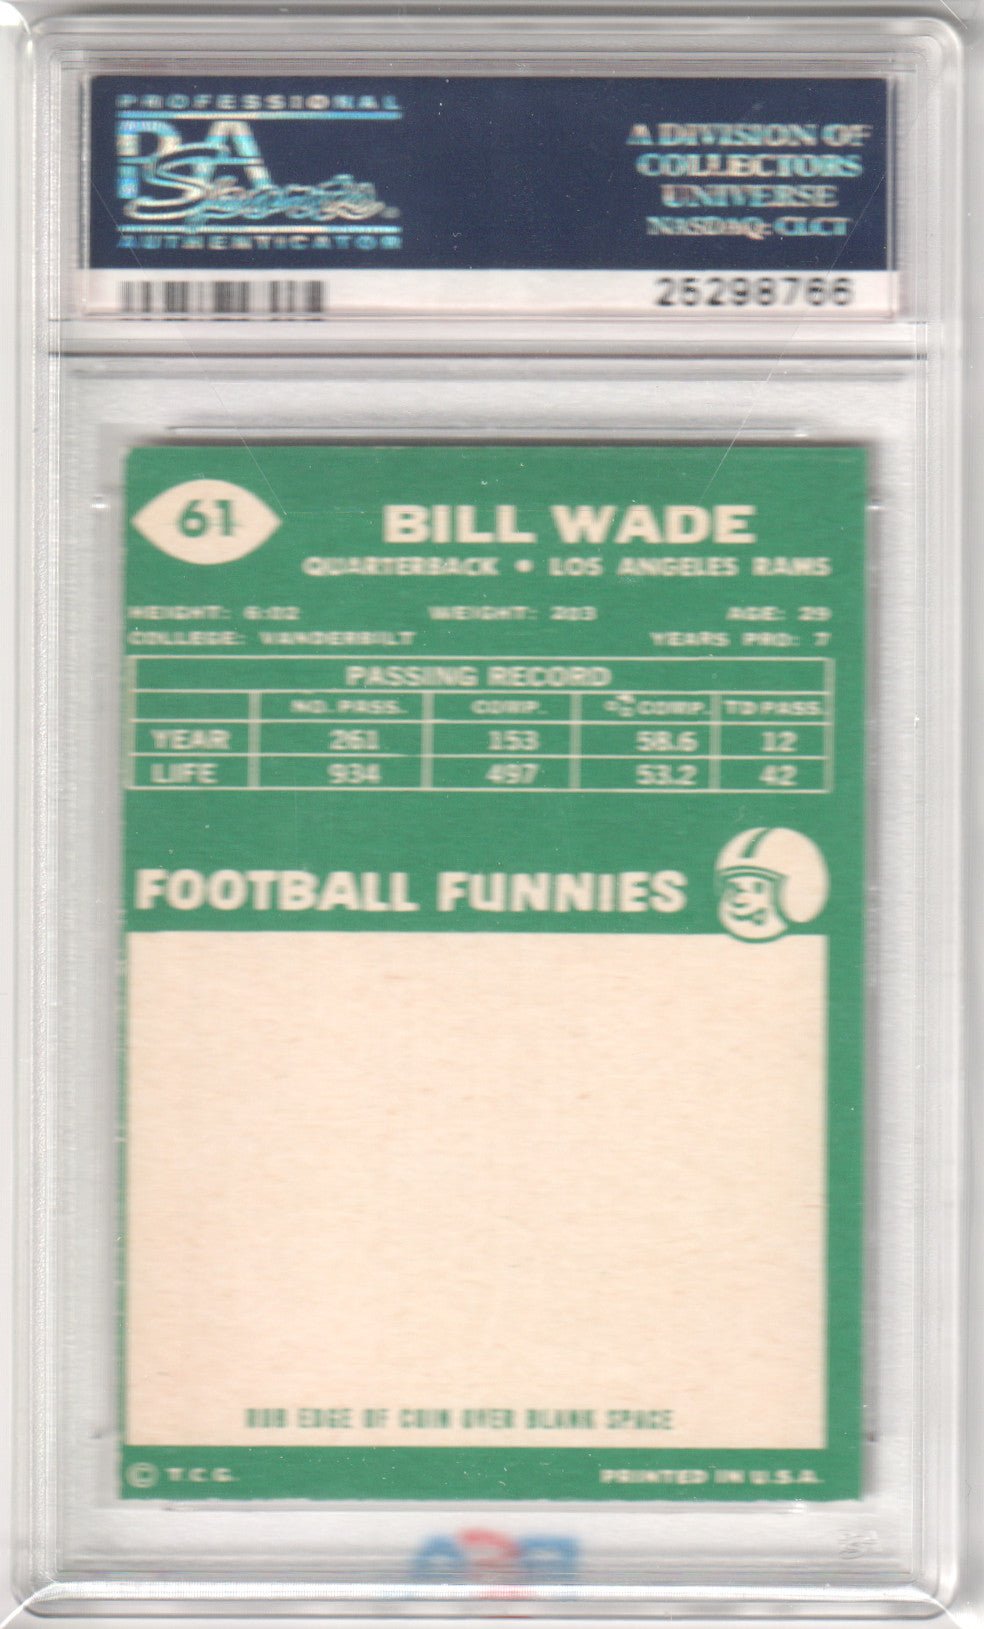 PROFESSIONAL
PSA
Sports
AUTHENTICATOR
A DIVISION OF
COLLECTORS
UNIVERSE
NASDAQ: CLCT
25298766
61
BILL WADE
QUARTERBACK • LOS ANGELES RAMS
HEIGHT: 6:02 WEIGHT: 203 AGE: 29
COLLEGE: VANDERBILT YEARS PRO: 7
PASSING RECORD
NO. PASS. COMP. % COMP. TD PASS.
YEAR 261 153 58.6 12
LIFE 934 497 53.2 42
FOOTBALL FUNNIES
RUB EDGE OF COIN OVER BLANK SPACE
© T.C.G. PRINTED IN U.S.A.
PSA